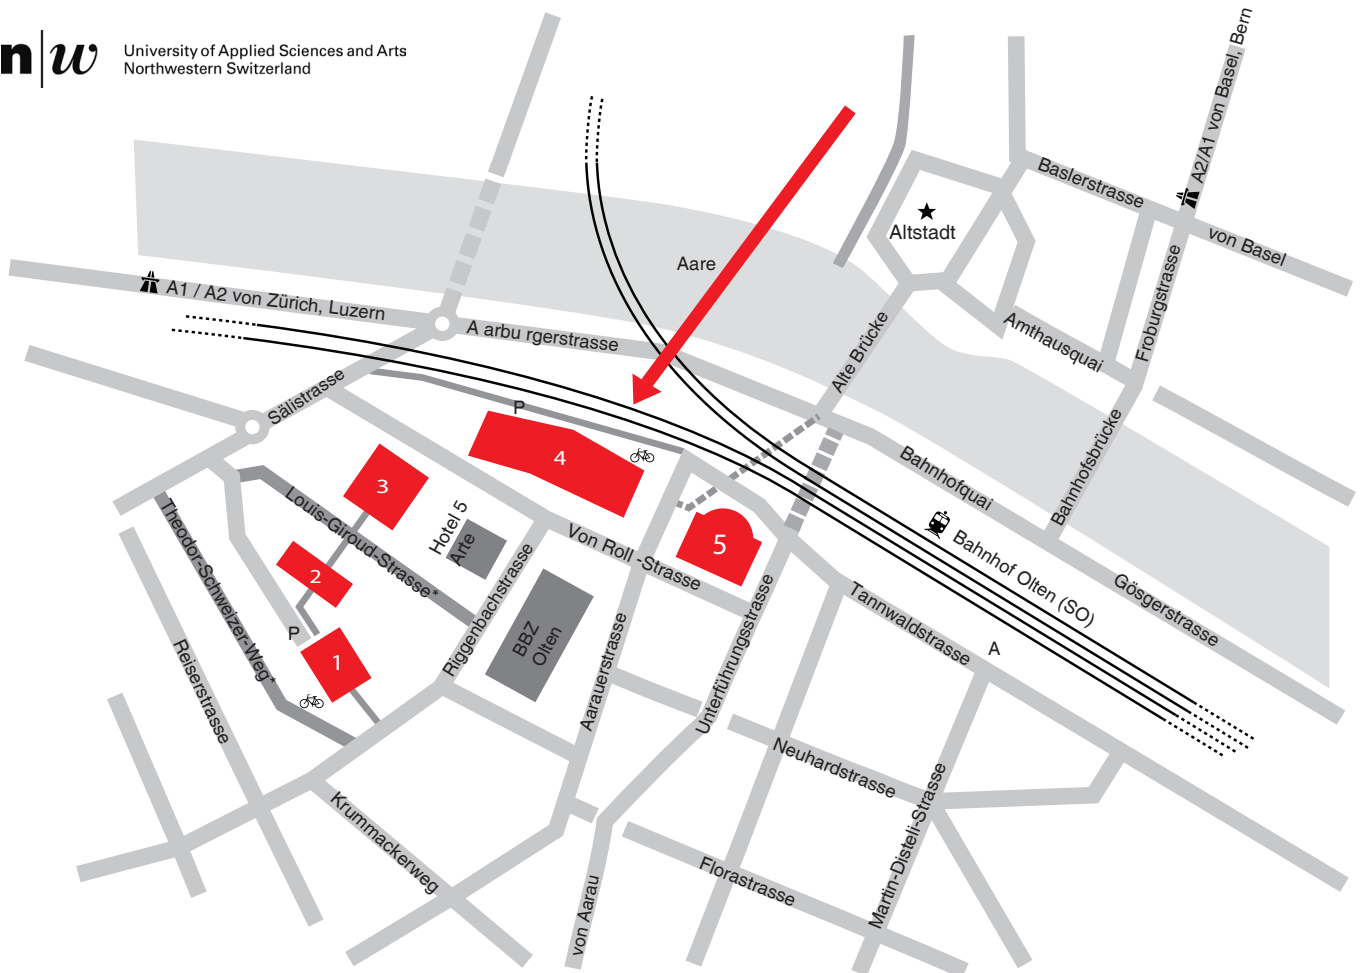 n|w
University of Applied Sciences and Arts
Northwestern Switzerland
A2/A1 von Basel, Bern
Baslerstrasse
von Basel
Altstadt
Aare
A1 / A2 von Zürich, Luzern
A arbu rgerstrasse
Amthausquai
Froburgstrasse
Alte Brücke
Sälistrasse
P
4
3
Bahnhofquai
Bahnhofsbrücke
Louis-Giroud-Strasse*
Hotel 5
Arte
Theodor-Schweizer-Weg*
Von Roll -Strasse
5
Bahnhof Olten (SO)
2
Riggenbachstrasse
BBZ
Olten
Gösgerstrasse
Tannwaldstrasse
A
P
1
Reiserstrasse
Aarauerstrasse
Unterführungsstrasse
Neuhardstrasse
Krummackerweg
Martin-Disteli-Strasse
Florastrasse
von Aarau